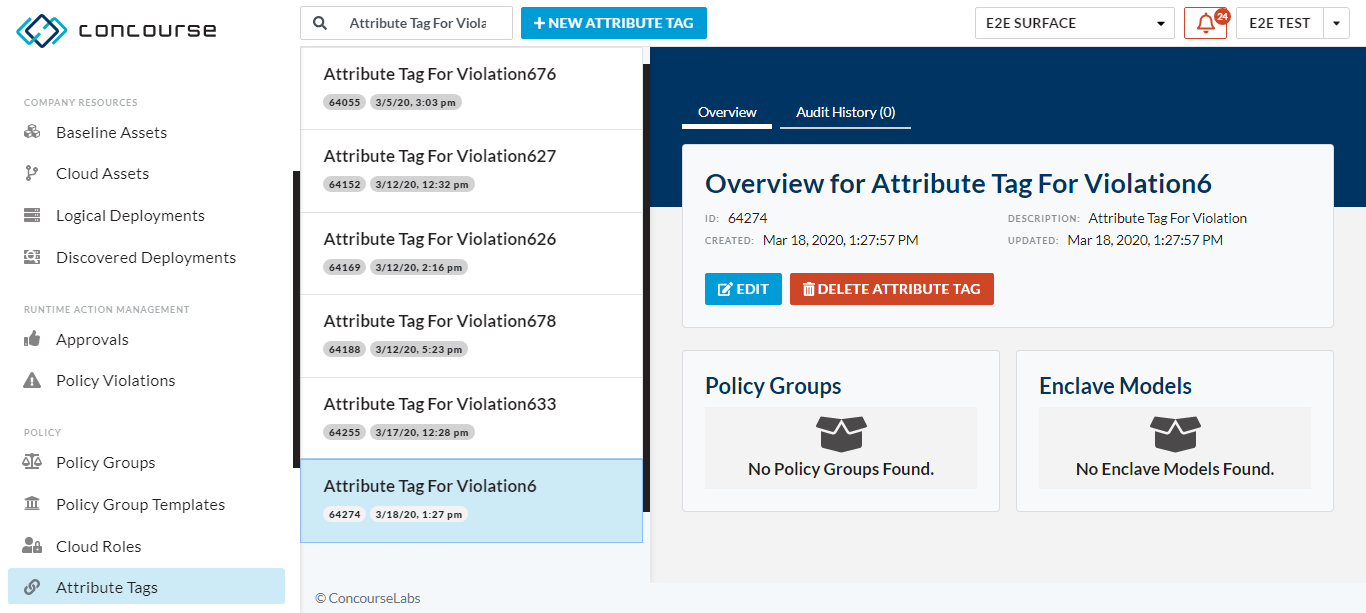 concourse
Attribute Tag For Viola
NEW ATTRIBUTE TAG
E2E SURFACE
24
E2E TEST
COMPANY RESOURCES
Baseline Assets
Cloud Assets
Logical Deployments
Discovered Deployments
RUNTIME ACTION MANAGEMENT
Approvals
Policy Violations
POLICY
Policy Groups
Policy Group Templates
Cloud Roles
Attribute Tags
Attribute Tag For Violation676
64055 3/5/20, 3:03 pm
Attribute Tag For Violation627
64152 3/12/20, 12:32 pm
Attribute Tag For Violation626
64169 3/12/20, 2:16 pm
Attribute Tag For Violation678
64188 3/12/20, 5:23 pm
Attribute Tag For Violation633
64255 3/17/20, 12:28 pm
Attribute Tag For Violation6
64274 3/18/20, 1:27 pm
© ConcourseLabs
Overview Audit History (0)
Overview for Attribute Tag For Violation6
ID: 64274 DESCRIPTION: Attribute Tag For Violation
CREATED: Mar 18, 2020, 1:27:57 PM UPDATED: Mar 18, 2020, 1:27:57 PM
EDIT DELETE ATTRIBUTE TAG
Policy Groups
No Policy Groups Found.
Enclave Models
No Enclave Models Found.